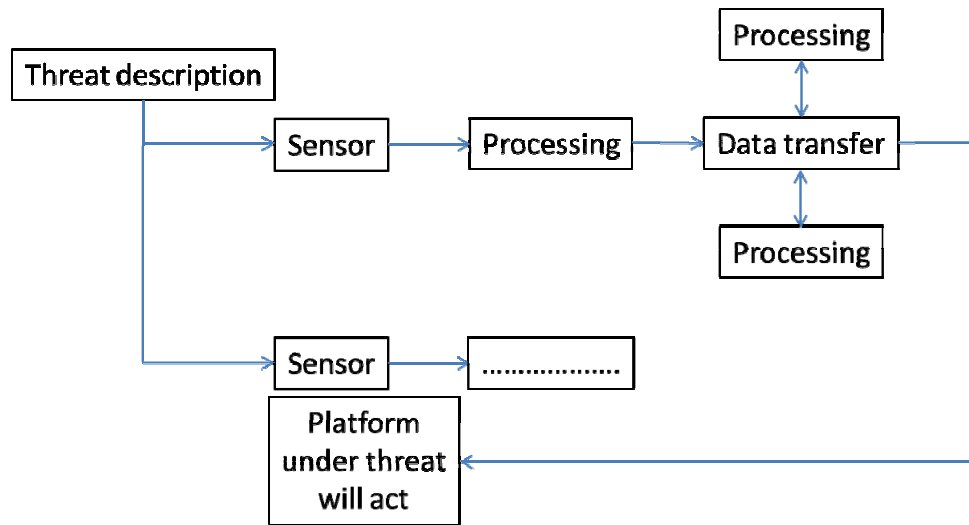 Processing
Threat description
Sensor
Processing
Data transfer
Processing
Sensor
...................
Platform
under threat
will act